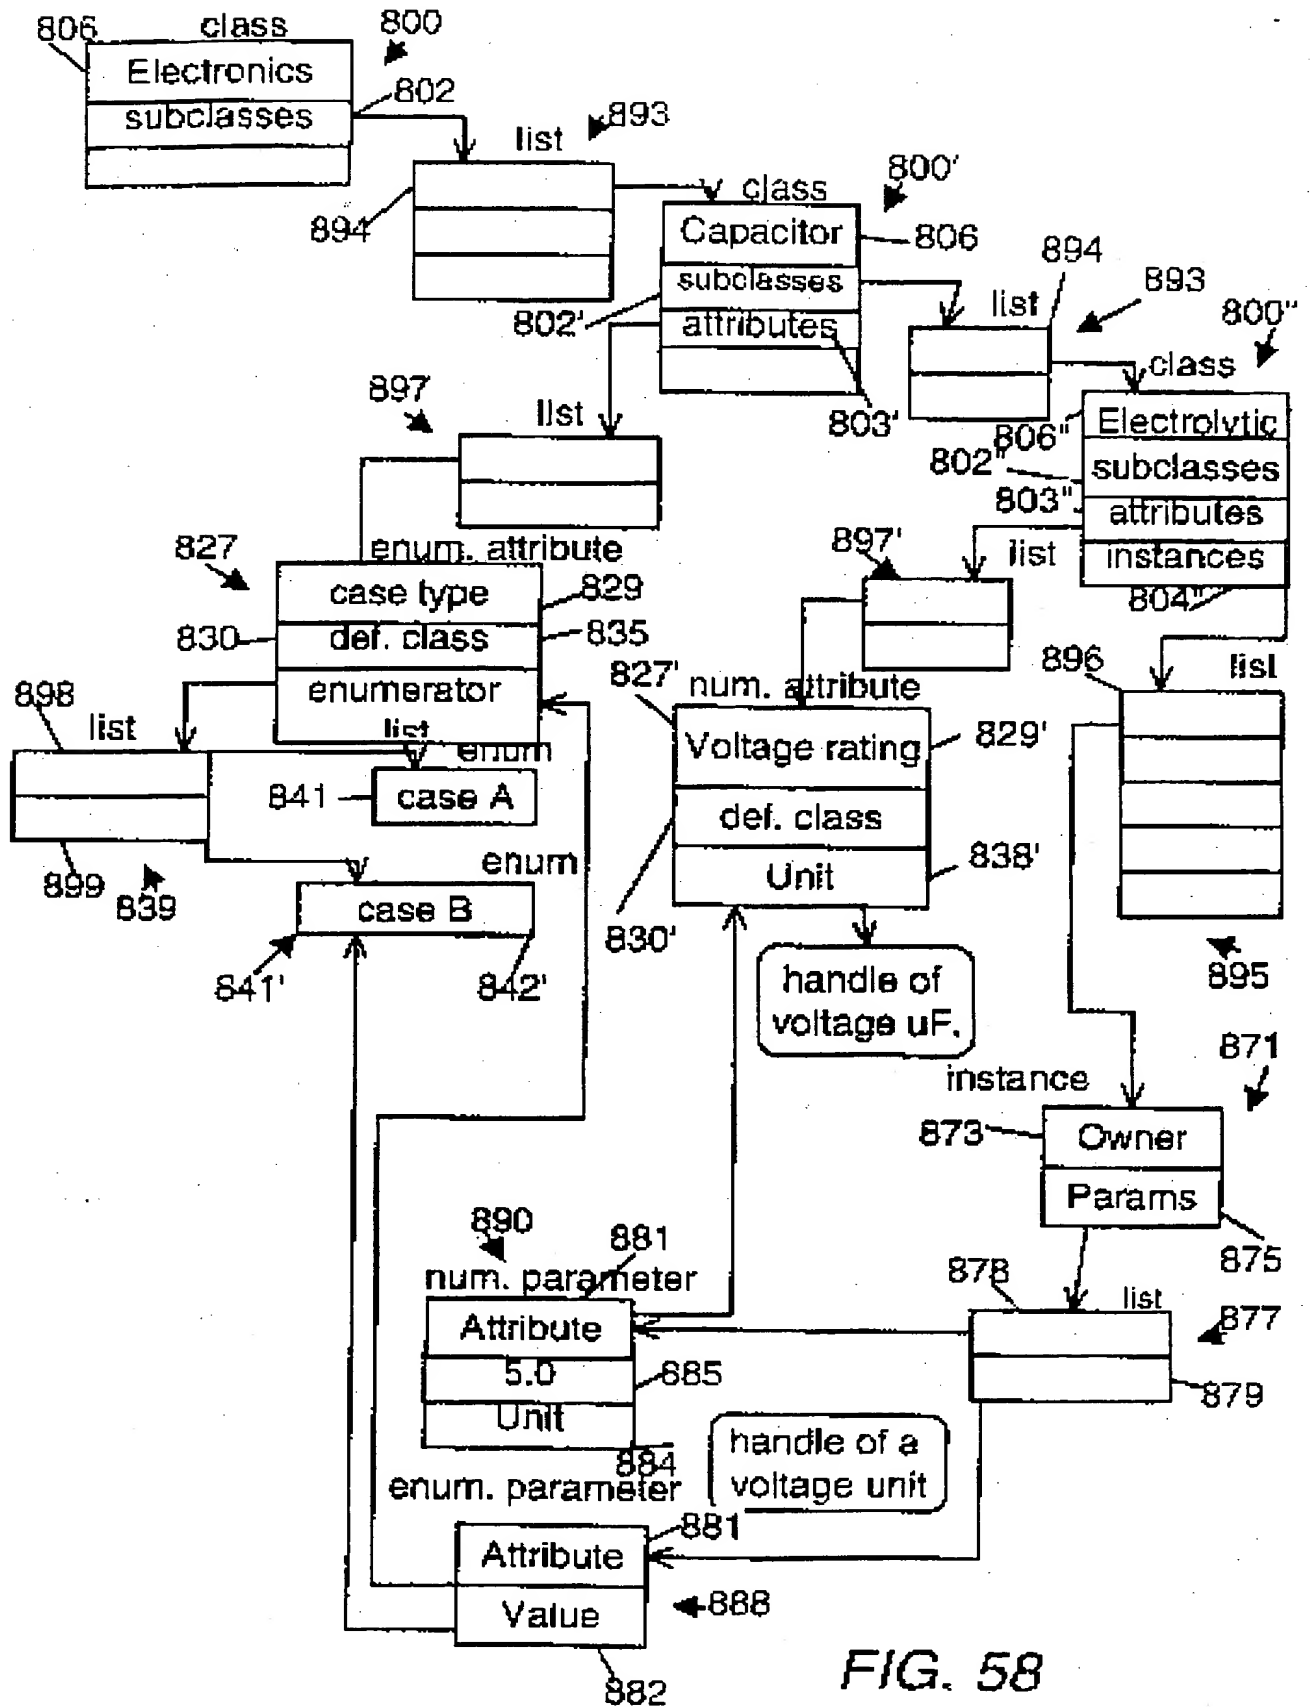 806
class
800
Electronics
802
subclasses
list
893
894
class
800'
Capacitor
806
subclasses
802'
attributes
803'
894
list
893
800"
class
Electrolytic
806"
802"
subclasses
803"
attributes
instances
804"
897
list
827
enum. attribute
case type
829
830
def. class
835
enumerator
897'
list
896
list
827'
num. attribute
Voltage rating
829'
def. class
Unit
838'
830'
898
list
list
enum
841
case A
899
839
enum
case B
841'
842'
handle of
voltage uF.
895
871
instance
873
Owner
Params
875
890
881
num. parameter
Attribute
5.0
885
Unit
884
878
list
877
879
handle of a
voltage unit
enum. parameter
881
Attribute
Value
888
882
FIG. 58